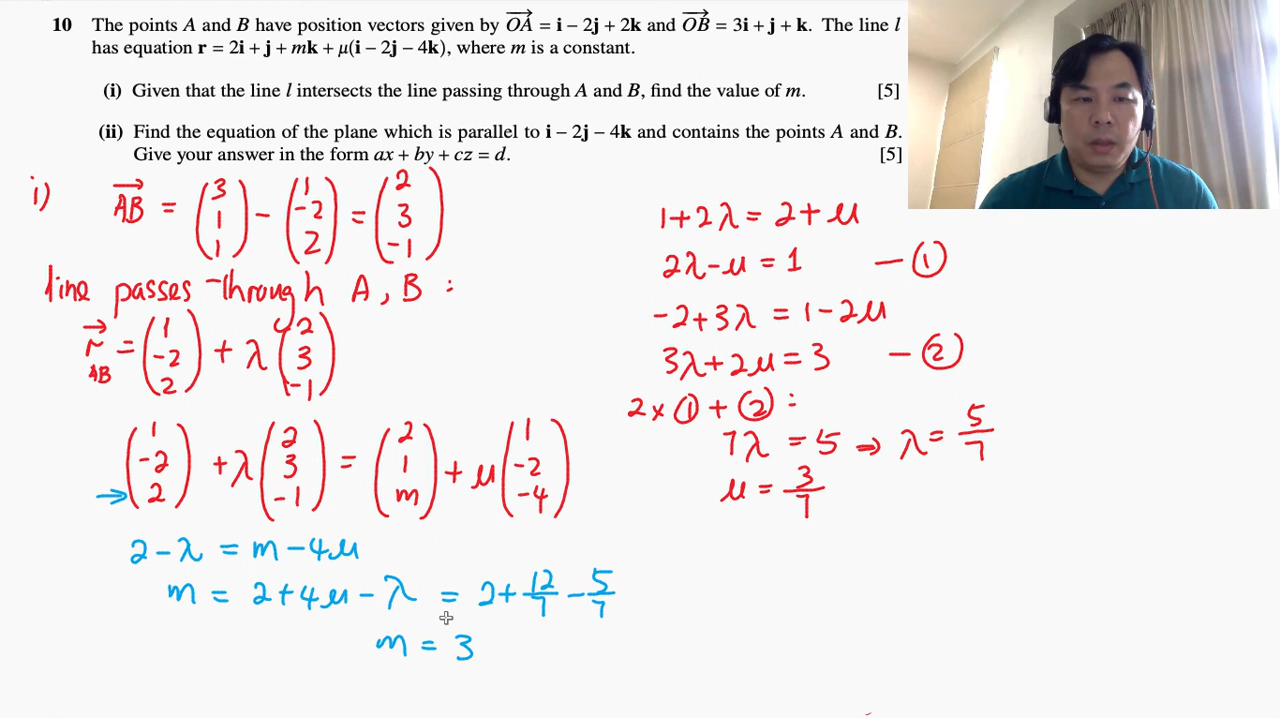 10 The points A and B have position vectors given by \overrightarrow{OA} = i – 2j + 2k and \overrightarrow{OB} = 3i + j + k. The line l
has equation r = 2i + j + mk + μ(i – 2j – 4k), where m is a constant.
(i) Given that the line l intersects the line passing through A and B, find the value of m. [5]
(ii) Find the equation of the plane which is parallel to i – 2j – 4k and contains the points A and B.
Give your answer in the form ax + by + cz = d. [5]
i) \overrightarrow{AB} = (3 1 1) - (1 -2 2) = (2 3 -1)
line passes through A, B :
\overrightarrow{r}_{AB} = (1 -2 2) + λ (2 3 -1)
(1 -2 2) + λ (2 3 -1) = (2 1 m) + μ (1 -2 -4)
2 - λ = m - 4μ
m = 2 + 4μ - λ = 2 + 12/7 - 5/7
m = 3
1 + 2λ = 2 + μ
2λ - μ = 1 — ①
-2 + 3λ = 1 - 2μ
3λ + 2μ = 3 — ②
2 × ① + ② :
7λ = 5 ⇒ λ = 5/7
μ = 3/7